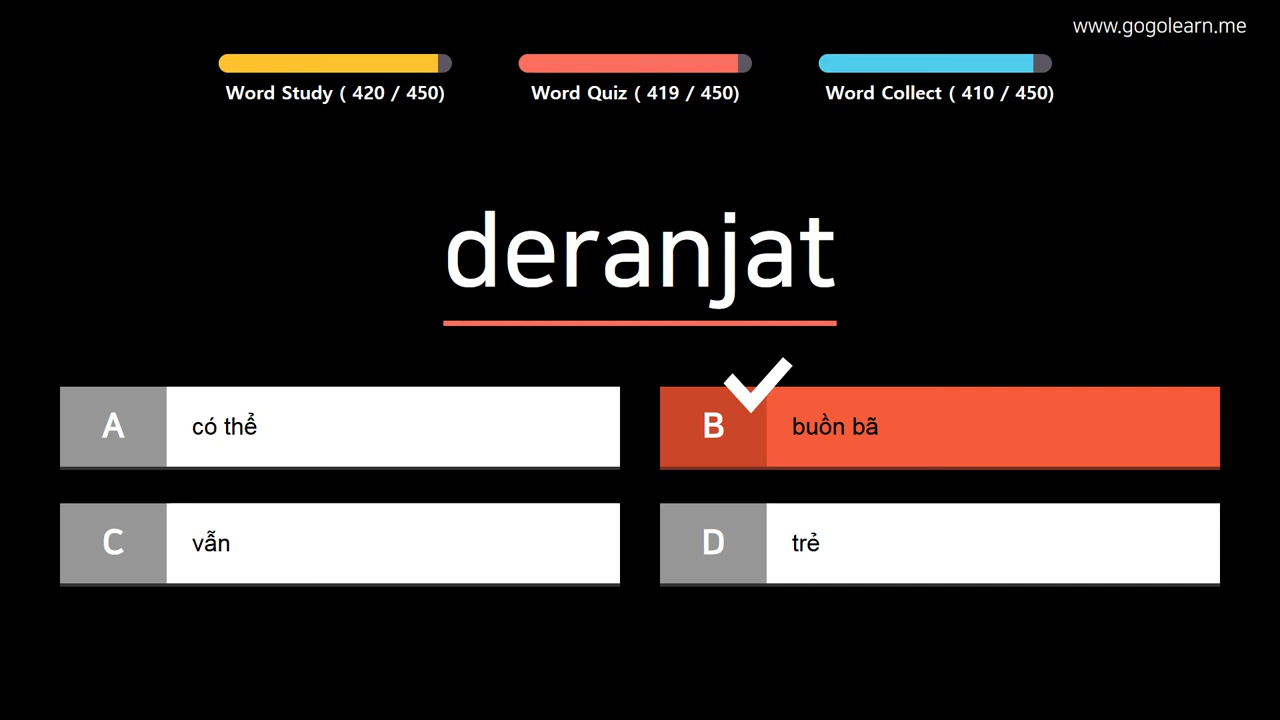 www.gogolearn.me
Word Study ( 420 / 450)
Word Quiz ( 419 / 450)
Word Collect ( 410 / 450)
deranjat
A có thể
B buồn bã
C vẫn
D trẻ